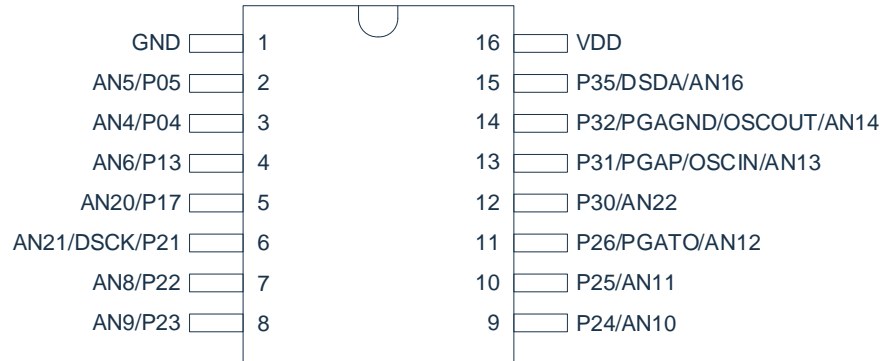 GND 1 16 VDD
AN5/P05 2 15 P35/DSDA/AN16
AN4/P04 3 14 P32/PGAGND/OSCOUT/AN14
AN6/P13 4 13 P31/PGAP/OSCIN/AN13
AN20/P17 5 12 P30/AN22
AN21/DSCK/P21 6 11 P26/PGATO/AN12
AN8/P22 7 10 P25/AN11
AN9/P23 8 9 P24/AN10